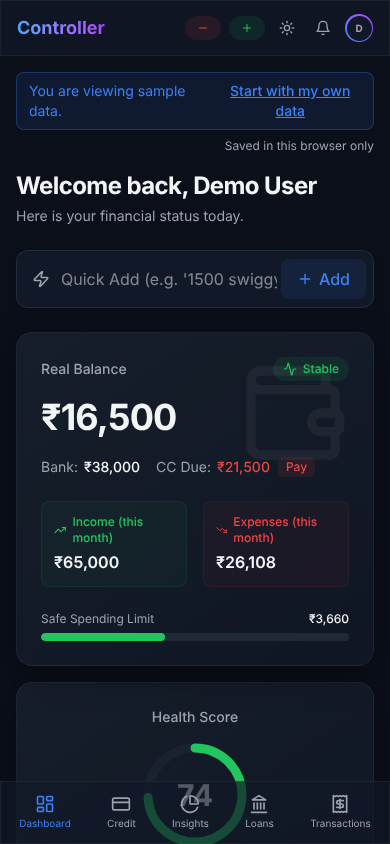 Controller
D
You are viewing sample
data.
Start with my own
data
Saved in this browser only
Welcome back, Demo User
Here is your financial status today.
Quick Add (e.g. '1500 swiggy
+ Add
Real Balance
Stable
₹16,500
Bank: ₹38,000 CC Due: ₹21,500 Pay
Income (this
month)
₹65,000
Expenses (this
month)
₹26,108
Safe Spending Limit ₹3,660
Health Score
74
Dashboard Credit Insights Loans Transactions